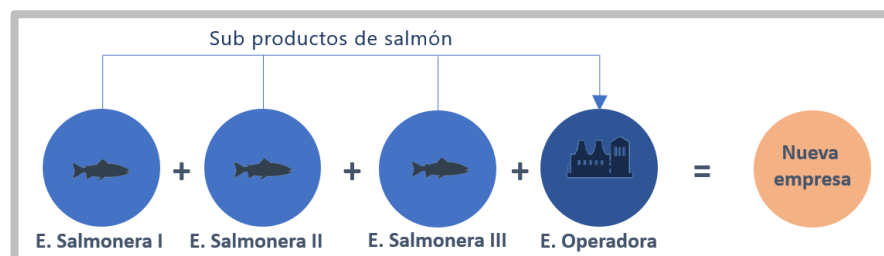 Sub productos de salmón
+ + + =
Nueva
empresa
E. Salmonera I E. Salmonera II E. Salmonera III E. Operadora